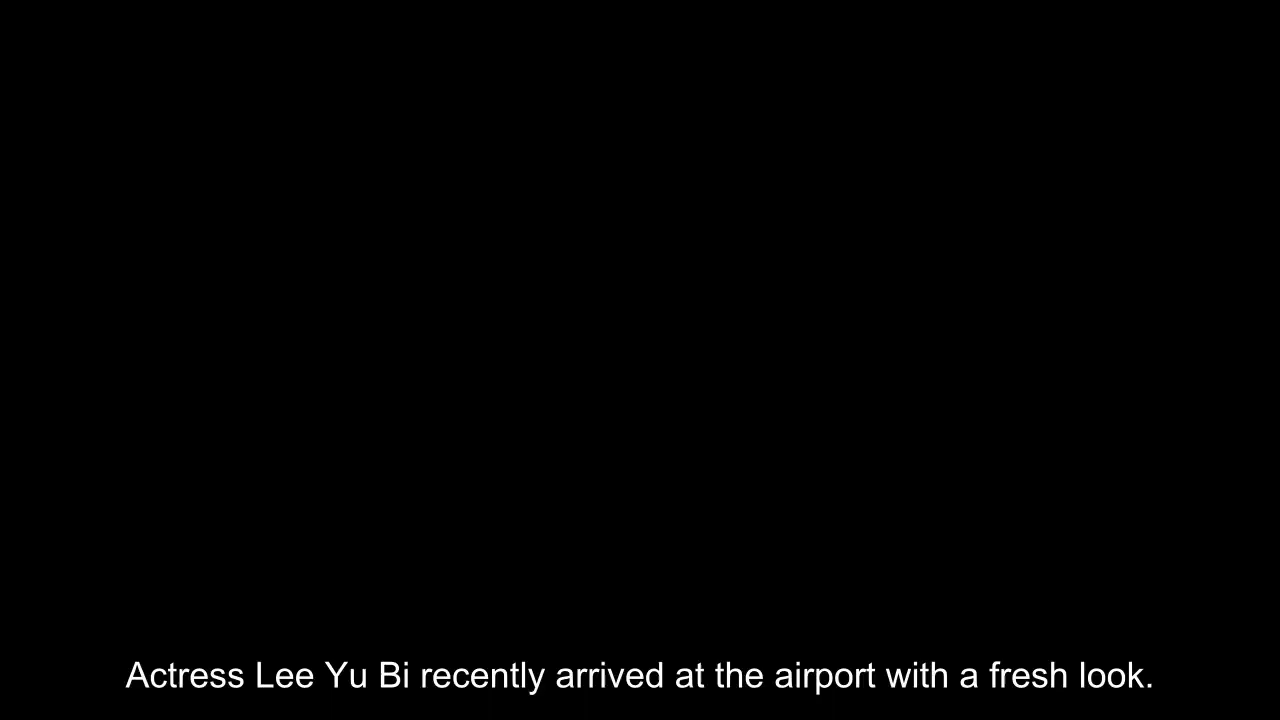 Actress Lee Yu Bi recently arrived at the airport with a fresh look.